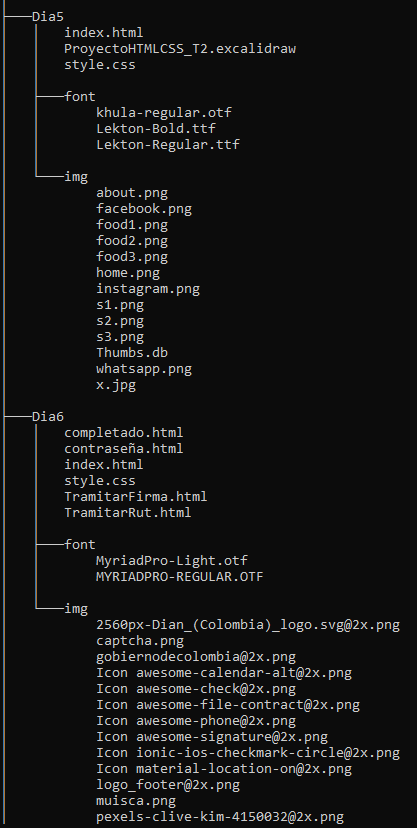 Dia5
index.html
ProyectoHTMLCSS_T2.excalidraw
style.css
font
khula-regular.otf
Lekton-Bold.ttf
Lekton-Regular.ttf
img
about.png
facebook.png
food1.png
food2.png
food3.png
home.png
instagram.png
s1.png
s2.png
s3.png
Thumbs.db
whatsapp.png
x.jpg
Dia6
completado.html
contraseña.html
index.html
style.css
TramitarFirma.html
TramitarRut.html
font
MyriadPro-Light.otf
MYRIADPRO-REGULAR.OTF
img
2560px-Dian_(Colombia)_logo.svg@2x.png
captcha.png
gobiernodecolombia@2x.png
Icon awesome-calendar-alt@2x.png
Icon awesome-check@2x.png
Icon awesome-file-contract@2x.png
Icon awesome-phone@2x.png
Icon awesome-signature@2x.png
Icon ionic-ios-checkmark-circle@2x.png
Icon material-location-on@2x.png
logo_footer@2x.png
muisca.png
pexels-clive-kim-4150032@2x.png